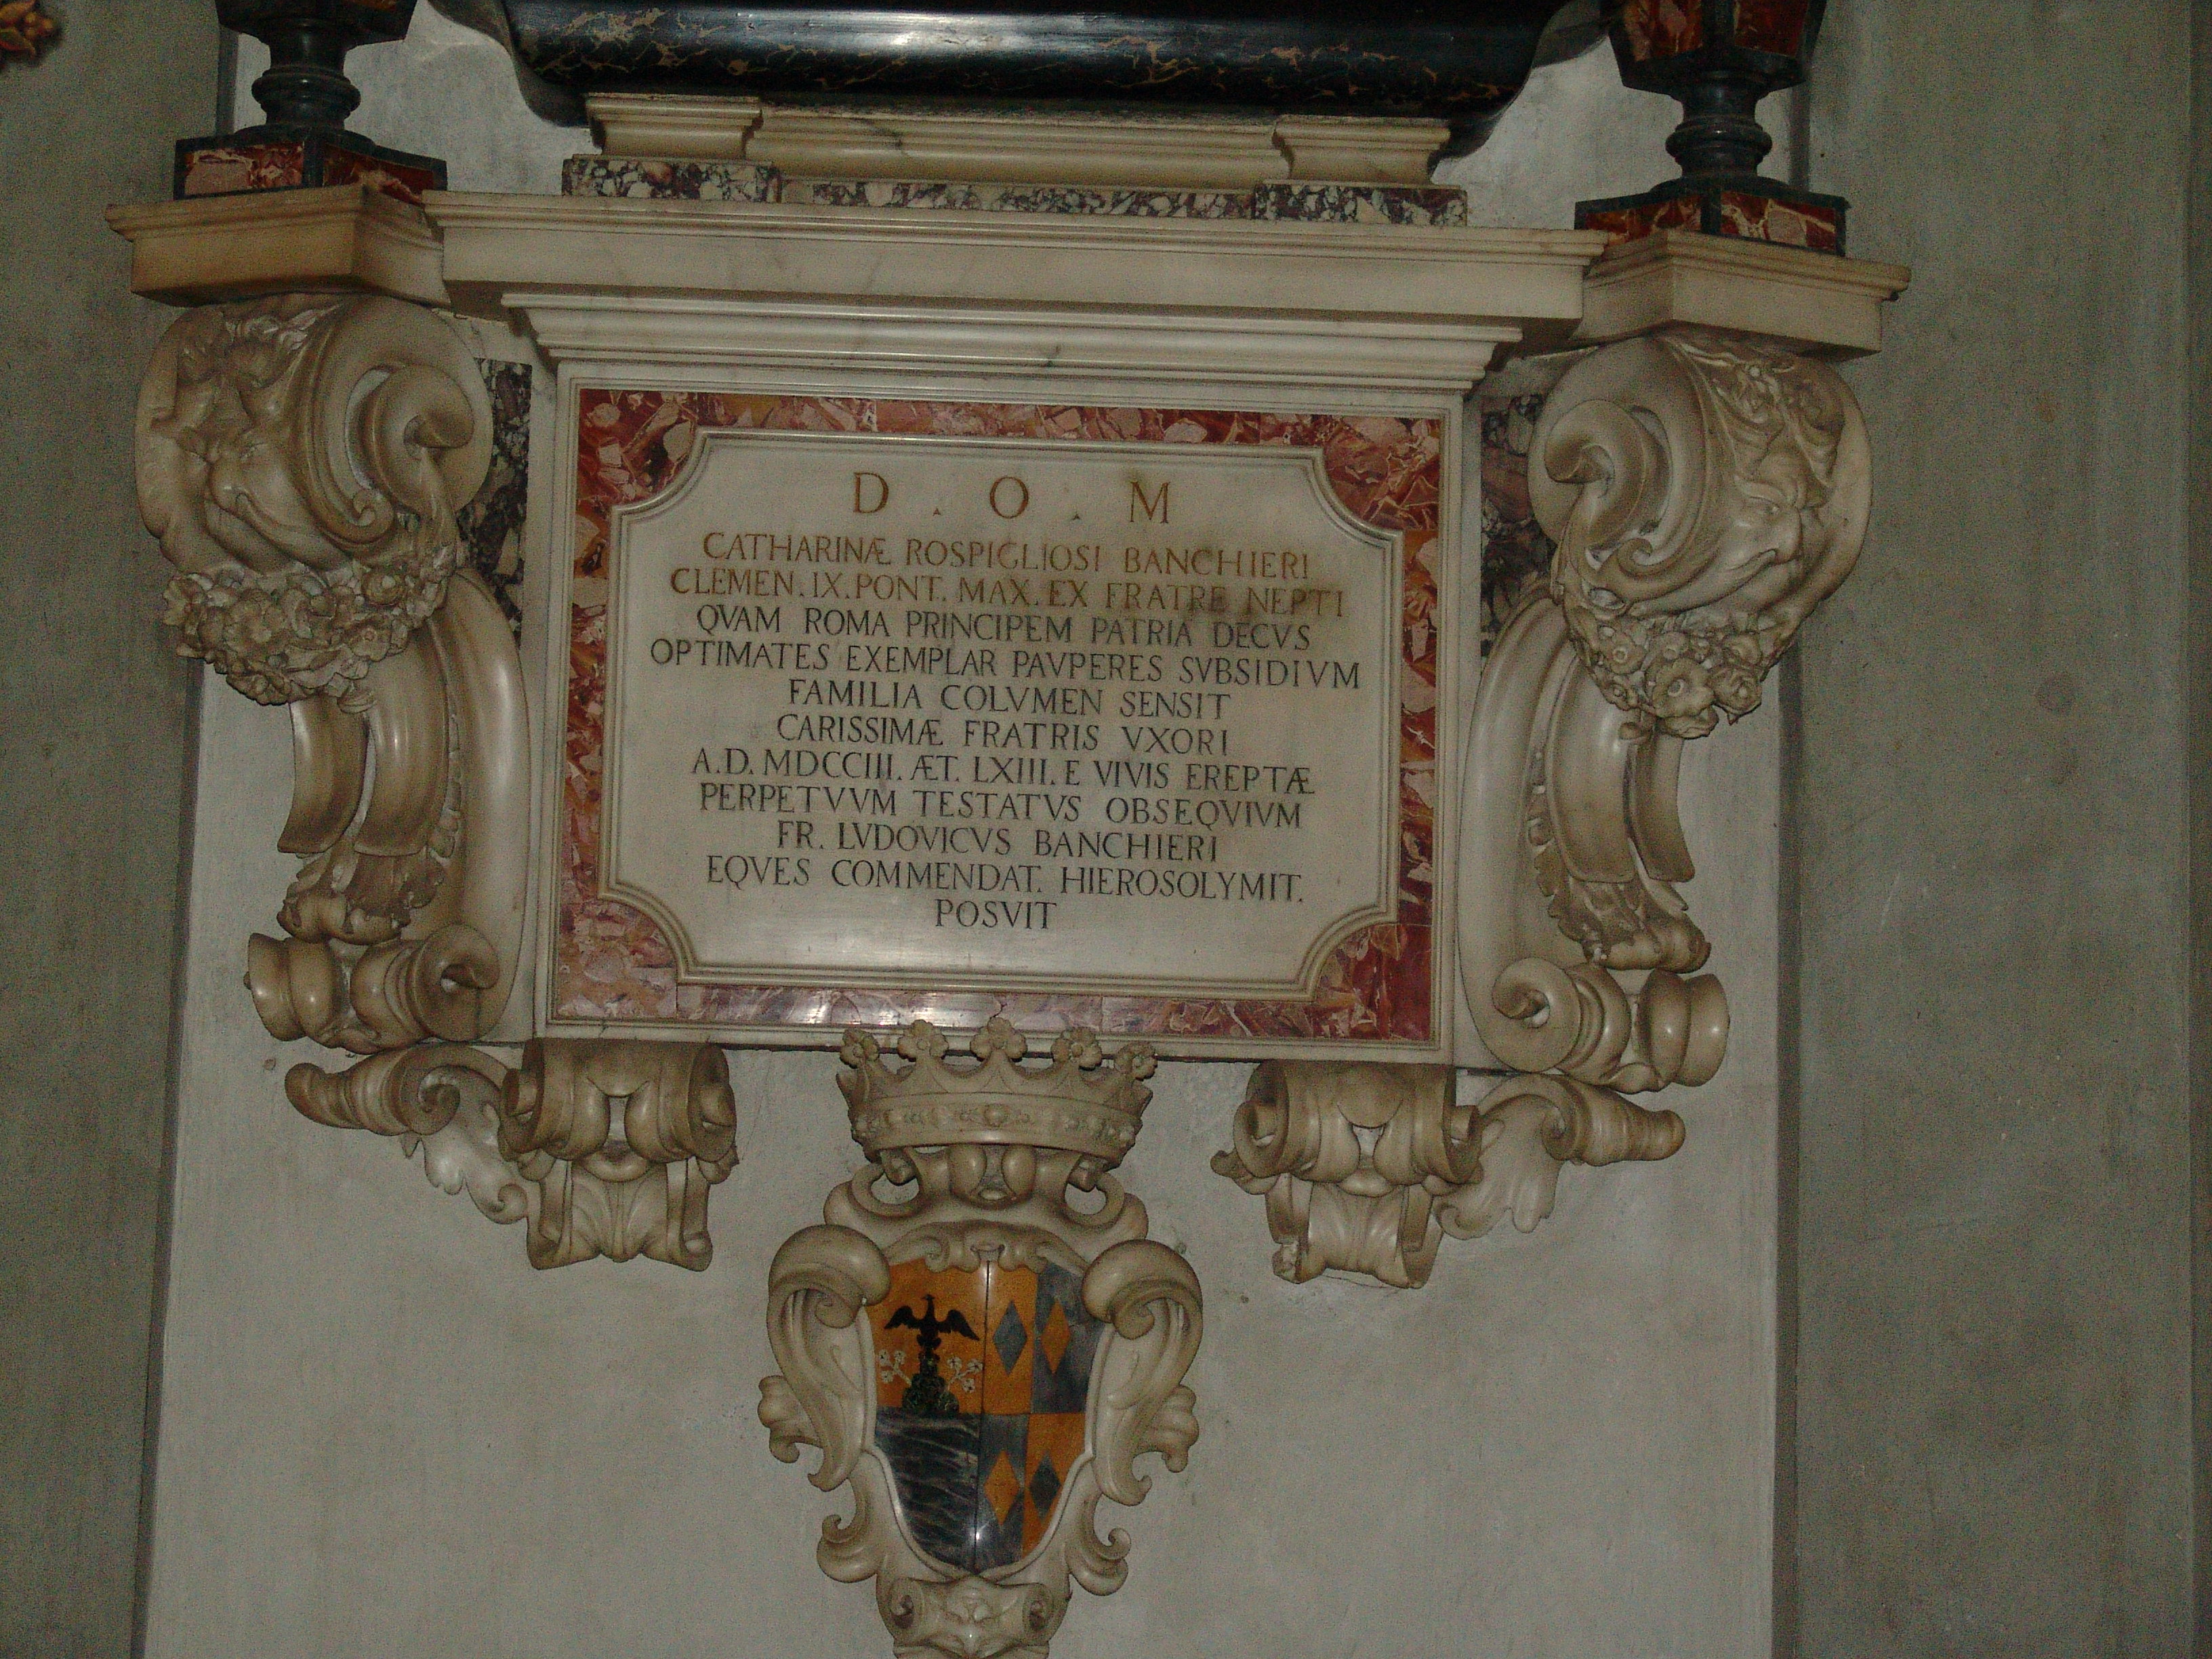 D . O . M
CATHARINÆ ROSPIGLIOSI BANCHIERI
CLEMEN. IX. PONT. MAX. EX FRATRE NEPTI
QVAM ROMA PRINCIPEM PATRIA DECVS
OPTIMATES EXEMPLAR PAVPERES SVBSIDIVM
FAMILIA COLVMEN SENSIT
CARISSIMÆ FRATRIS VXORI
A.D. MDCCIII. ÆT. LXIII. E VIVIS EREPTÆ
PERPETVVM TESTATVS OBSEQVIVM
FR. LVDOVICVS BANCHIERI
EQVES COMMENDAT. HIEROSOLYMIT.
POSVIT